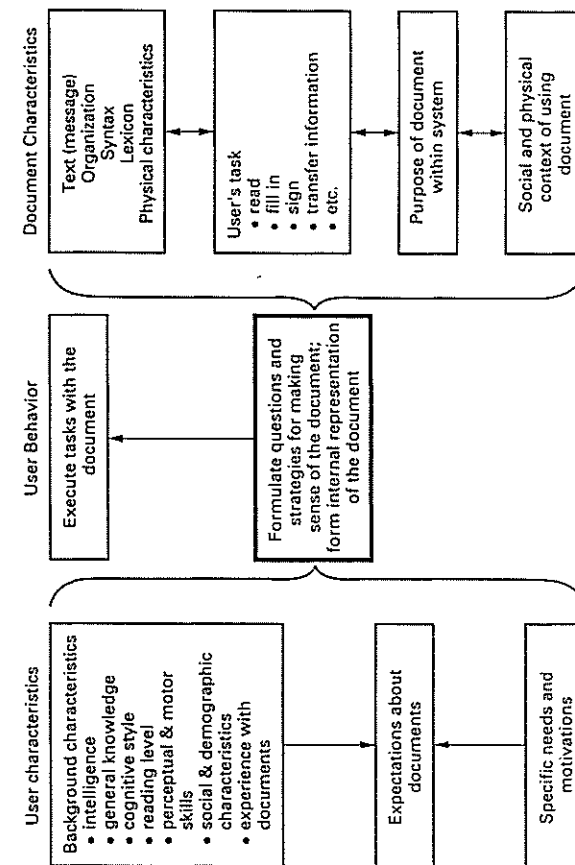 User characteristics
Background characteristics
• intelligence
• general knowledge
• cognitive style
• reading level
• perceptual & motor
skills
• social & demographic
characteristics
• experience with
documents
Expectations about
documents
Specific needs and
motivations
User Behavior
Execute tasks with the
document
Formulate questions and
strategies for making
sense of the document;
form internal representation
of the document
Document Characteristics
Text (message)
Organization
Syntax
Lexicon
Physical characteristics
User's task
• read
• fill in
• sign
• transfer information
• etc.
Purpose of document
within system
Social and physical
context of using
document